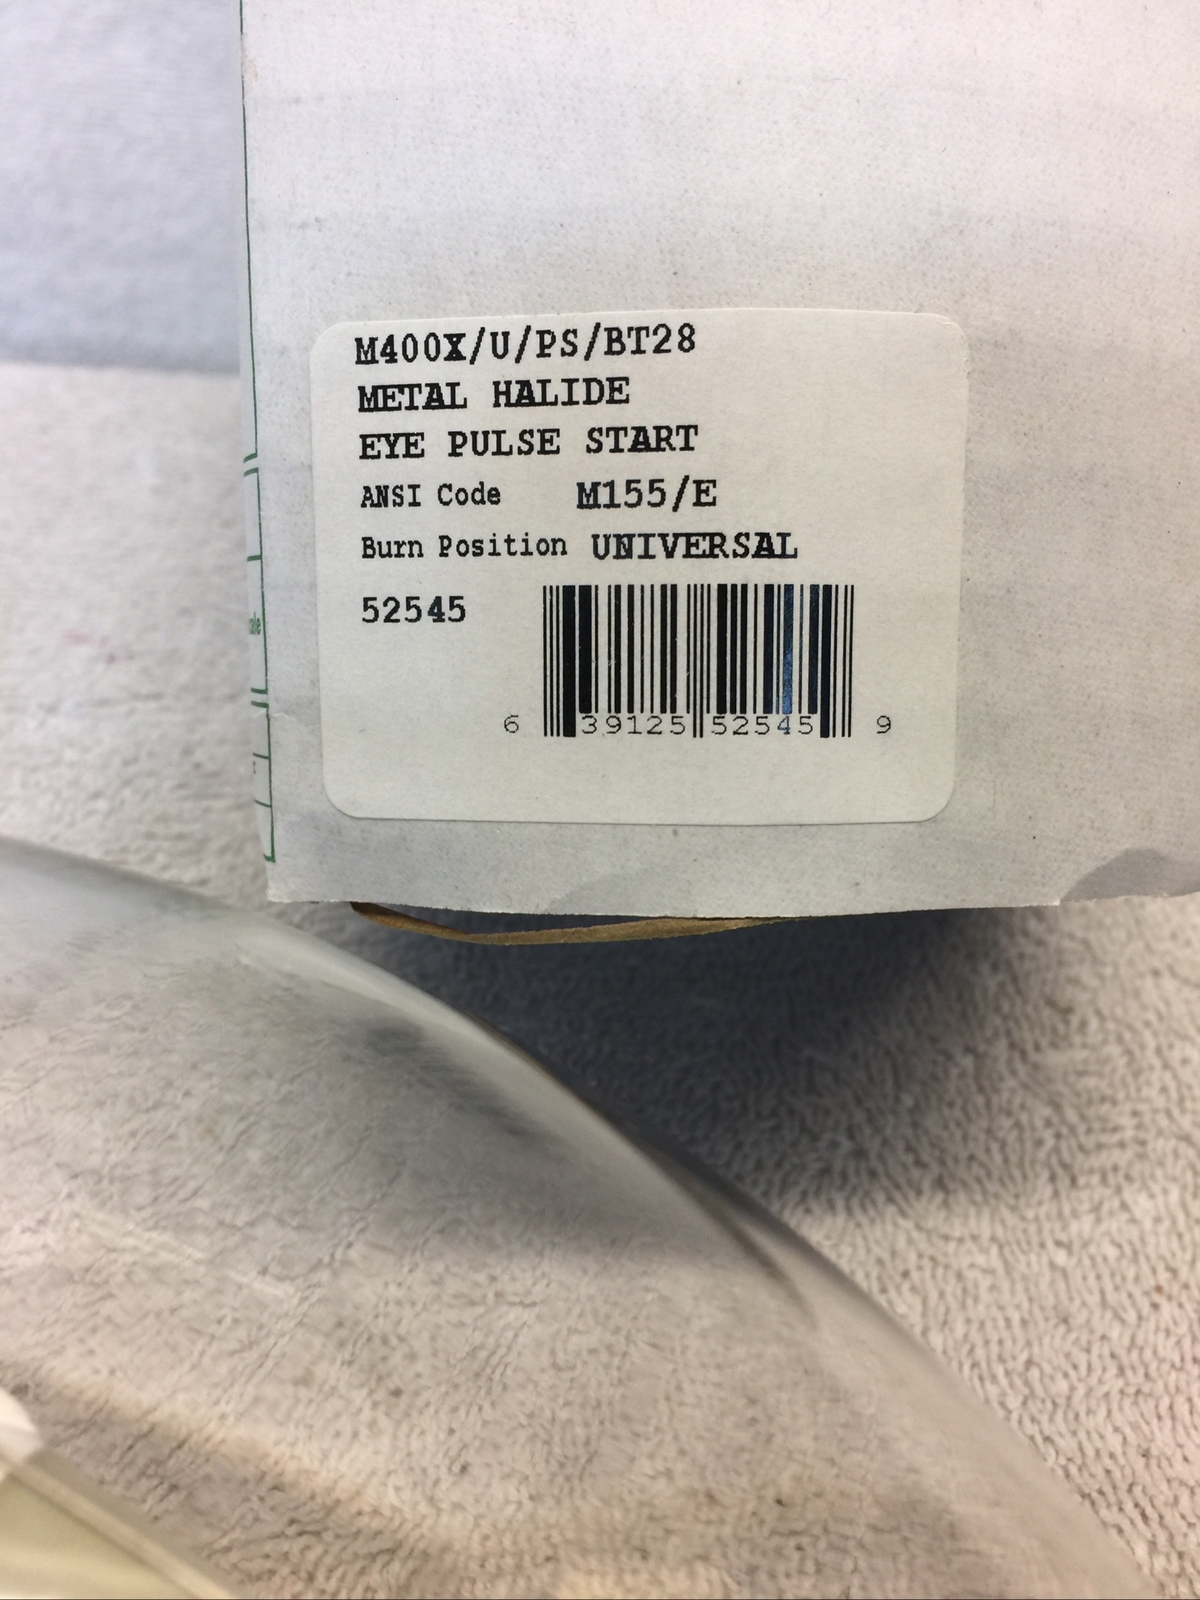 M400X/U/PS/BT28
METAL HALIDE
EYE PULSE START
ANSI Code M155/E
Burn Position UNIVERSAL
52545
6 39125 52545 9